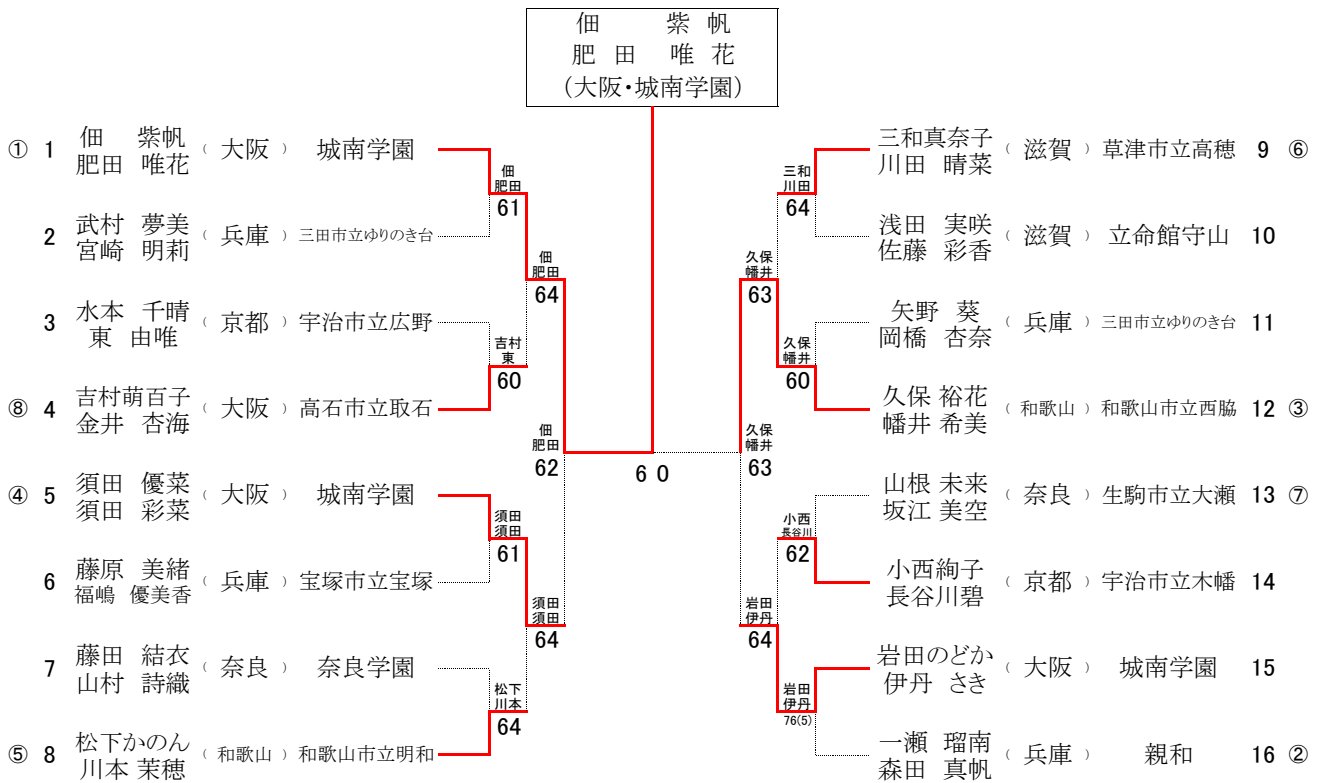 佃 紫帆
肥田 唯花
(大阪・城南学園)
① 1 佃 紫帆 肥田 唯花 (大阪) 城南学園
2 武村 夢美 宮崎 明莉 (兵庫) 三田市立ゆりのき台
3 水本 千晴 東 由唯 (京都) 宇治市立広野
⑧ 4 吉村萌百子 金井 杏海 (大阪) 高石市立取石
④ 5 須田 優菜 須田 彩菜 (大阪) 城南学園
6 藤原 美緒 福嶋 優美香 (兵庫) 宝塚市立宝塚
7 藤田 結衣 山村 詩織 (奈良) 奈良学園
⑤ 8 松下かのん 川本 茉穂 (和歌山) 和歌山市立明和
佃 肥田 61
吉村 東 60
須田 須田 61
松下 川本 64
佃 肥田 64
須田 須田 64
佃 肥田 62
6 0
久保 幡井 63
久保 幡井 63
岩田 伊丹 64
三和 川田 64
久保 幡井 60
小西 長谷川 62
岩田 伊丹 76(5)
三和真奈子 川田 晴菜 (滋賀) 草津市立高穂 9 ⑥
浅田 実咲 佐藤 彩香 (滋賀) 立命館守山 10
矢野 葵 岡橋 杏奈 (兵庫) 三田市立ゆりのき台 11
久保 裕花 幡井 希美 (和歌山) 和歌山市立西脇 12 ③
山根 未来 坂江 美空 (奈良) 生駒市立大瀬 13 ⑦
小西絢子 長谷川碧 (京都) 宇治市立木幡 14
岩田のどか 伊丹 さき (大阪) 城南学園 15
一瀬 瑠南 森田 真帆 (兵庫) 親和 16 ②